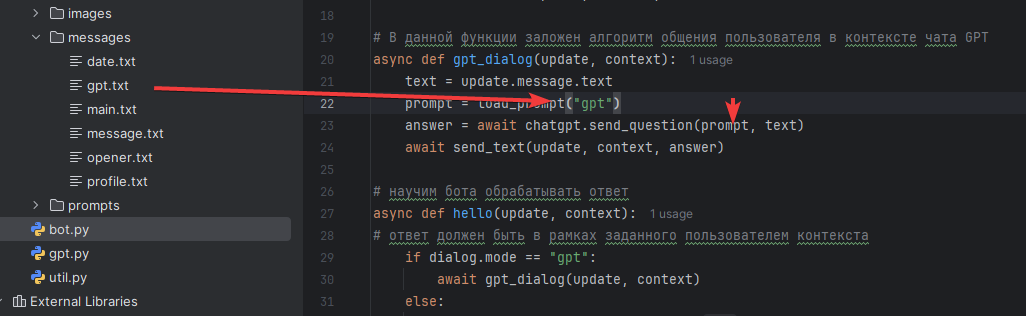 images
messages
date.txt
gpt.txt
main.txt
message.txt
opener.txt
profile.txt
prompts
bot.py
gpt.py
util.py
External Libraries
18
19 # В данной функции заложен алгоритм общения пользователя в контексте чата GPT
20 async def gpt_dialog(update, context): 1 usage
21 text = update.message.text
22 prompt = load_prompt("gpt")
23 answer = await chatgpt.send_question(prompt, text)
24 await send_text(update, context, answer)
25
26 # научим бота обрабатывать ответ
27 async def hello(update, context): 1 usage
28 # ответ должен быть в рамках заданного пользователем контекста
29 if dialog.mode == "gpt":
30 await gpt_dialog(update, context)
31 else: